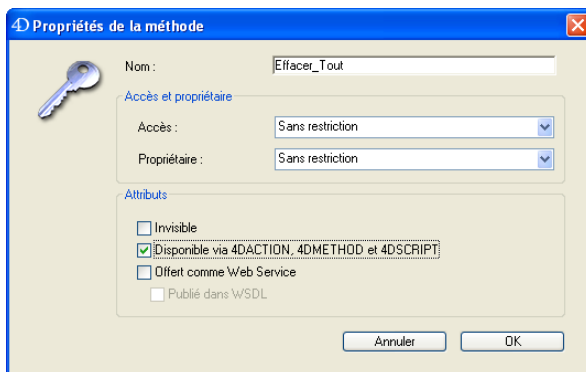 4D Propriétés de la méthode
Nom : Effacer_Tout
Accès et propriétaire
Accès : Sans restriction
Propriétaire : Sans restriction
Attributs
Invisible
Disponible via 4DACTION, 4DMETHOD et 4DSCRIPT
Offert comme Web Service
Publié dans WSDL
Annuler OK